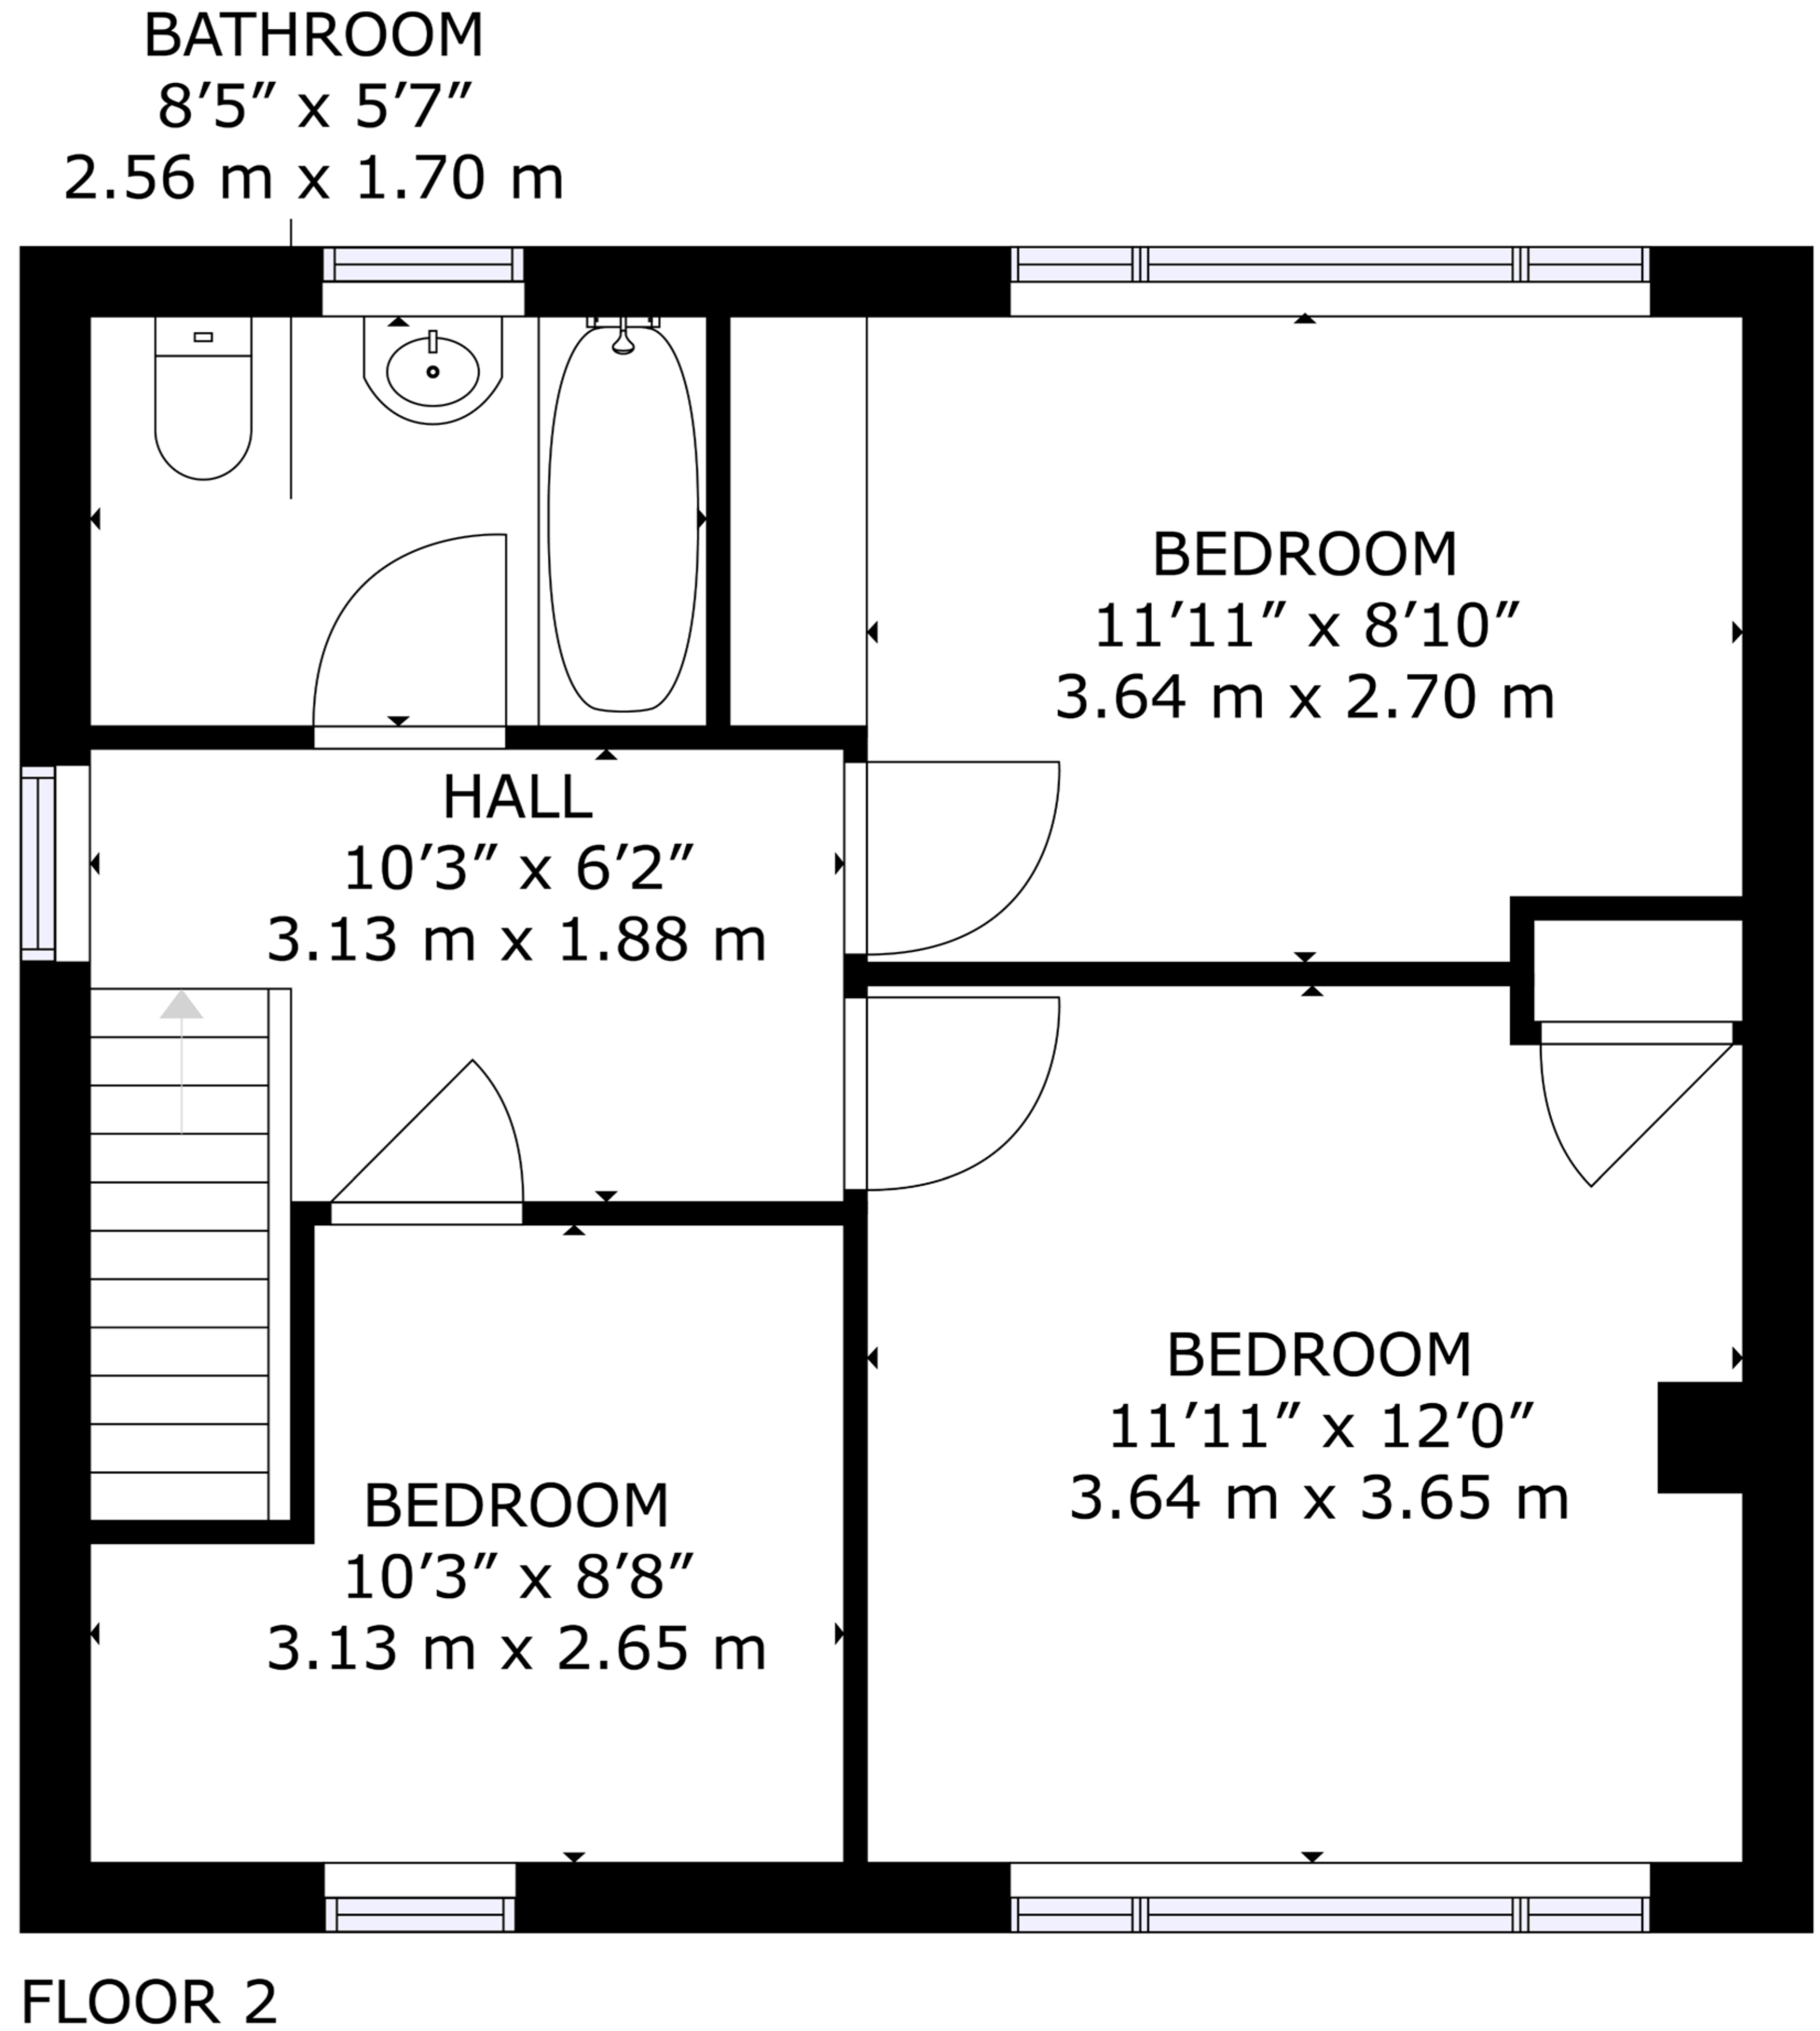 BATHROOM
8′5″ x 5′7″
2.56 m x 1.70 m
BEDROOM
11′11″ x 8′10″
3.64 m x 2.70 m
HALL
10′3″ x 6′2″
3.13 m x 1.88 m
BEDROOM
11′11″ x 12′0″
3.64 m x 3.65 m
BEDROOM
10′3″ x 8′8″
3.13 m x 2.65 m
FLOOR 2